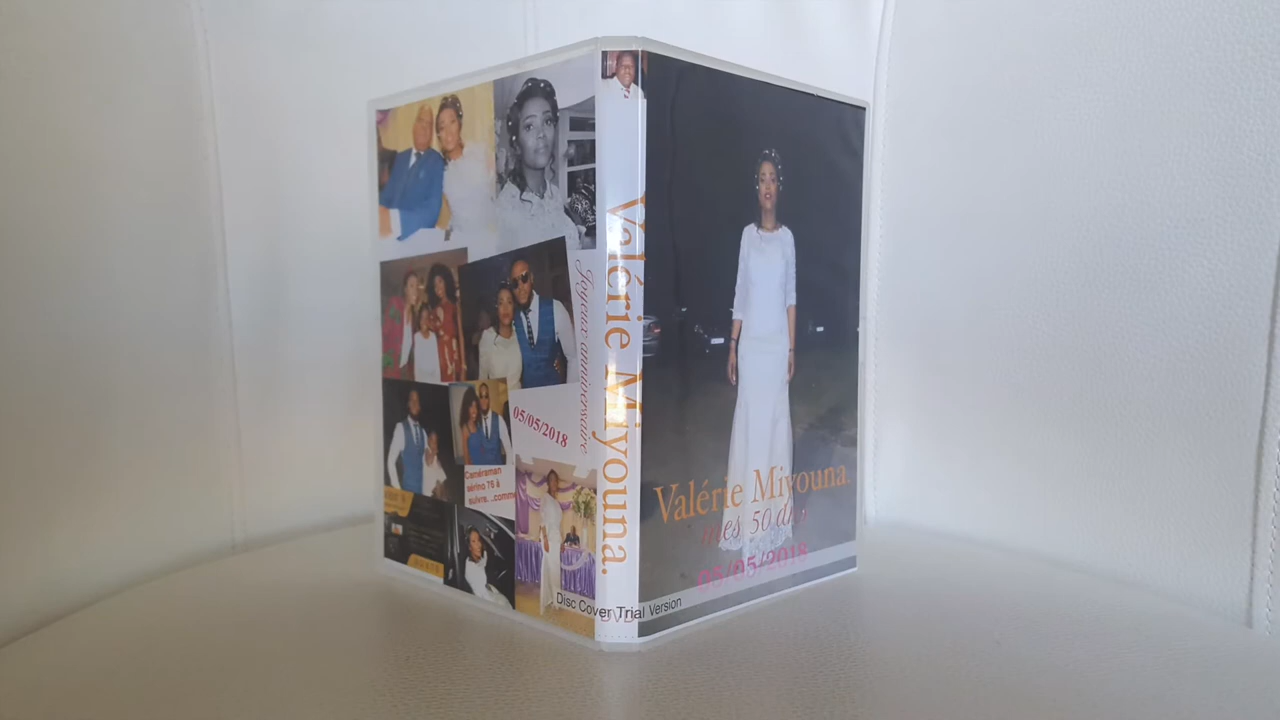 Joyeux anniversaire
05/05/2018
Caméraman
sérino 75 à
suivre. ..comm
Valérie Miyouna.
DVD
Disc Cover Trial Version
Valérie Miyouna.
mes 50 ans
05/05/2018